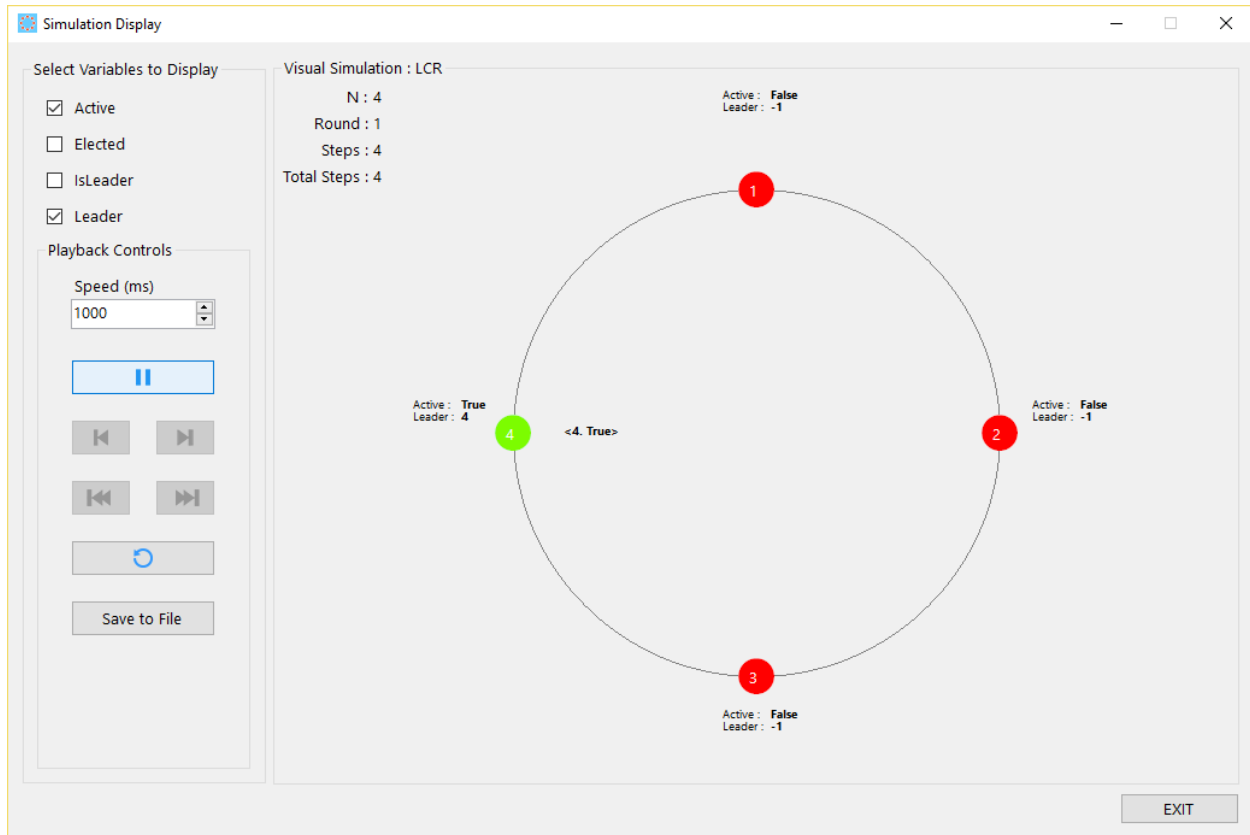 Simulation Display
Select Variables to Display
Active
Elected
IsLeader
Leader
Playback Controls
Speed (ms)
1000
Save to File
Visual Simulation : LCR
N : 4
Round : 1
Steps : 4
Total Steps : 4
Active : False
Leader : -1
1
Active : True
Leader : 4
4
<4. True>
2
Active : False
Leader : -1
3
Active : False
Leader : -1
EXIT